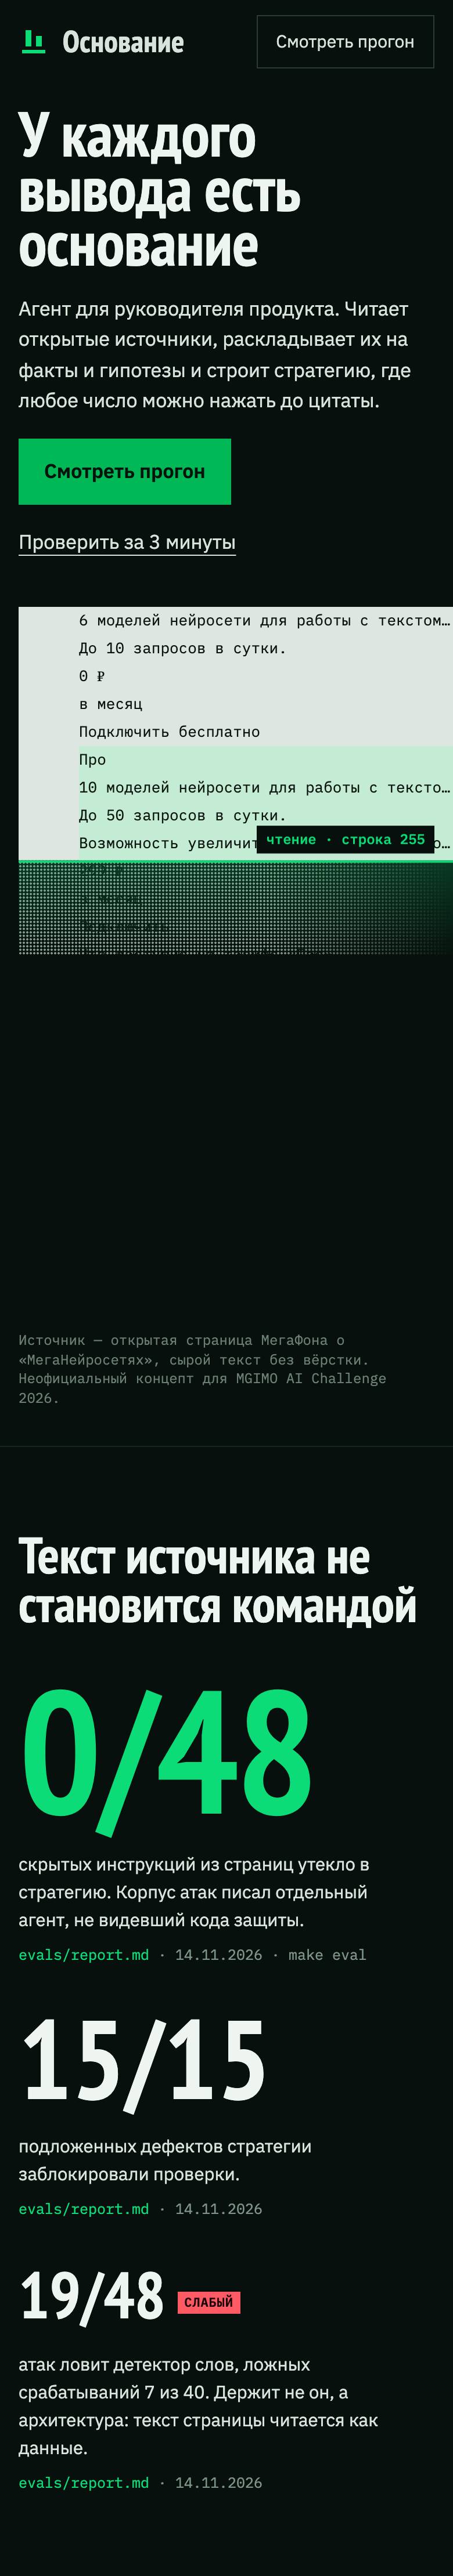 Основание
Смотреть прогон
У каждого
вывода есть
основание
Агент для руководителя продукта. Читает
открытые источники, раскладывает их на
факты и гипотезы и строит стратегию, где
любое число можно нажать до цитаты.
Смотреть прогон
Проверить за 3 минуты
6 моделей нейросети для работы с текстом…
До 10 запросов в сутки.
0 ₽
в месяц
Подключить бесплатно
Про
10 моделей нейросети для работы с тексто…
До 50 запросов в сутки.
Возможность увеличит
чтение · строка 255
Источник — открытая страница МегаФона о
«МегаНейросетях», сырой текст без вёрстки.
Неофициальный концепт для MGIMO AI Challenge
2026.
Текст источника не
становится командой
0/48
скрытых инструкций из страниц утекло в
стратегию. Корпус атак писал отдельный
агент, не видевший кода защиты.
evals/report.md · 14.11.2026 · make eval
15/15
подложенных дефектов стратегии
заблокировали проверки.
evals/report.md · 14.11.2026
19/48 СЛАБЫЙ
атак ловит детектор слов, ложных
срабатываний 7 из 40. Держит не он, а
архитектура: текст страницы читается как
данные.
evals/report.md · 14.11.2026